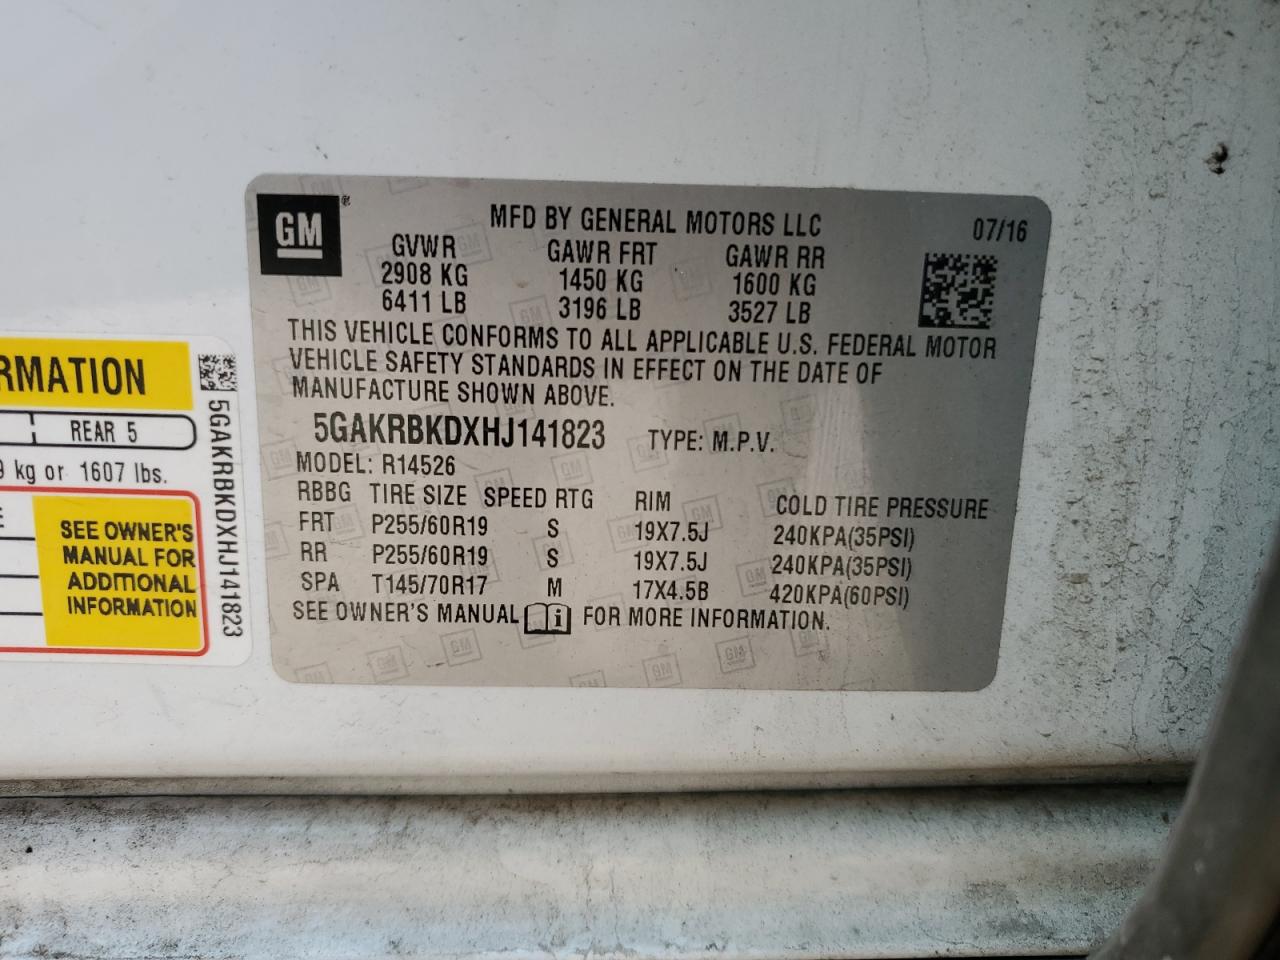 GM
MFD BY GENERAL MOTORS LLC 07/16
GVWR GAWR FRT GAWR RR
2908 KG 1450 KG 1600 KG
6411 LB 3196 LB 3527 LB
THIS VEHICLE CONFORMS TO ALL APPLICABLE U.S. FEDERAL MOTOR
VEHICLE SAFETY STANDARDS IN EFFECT ON THE DATE OF
MANUFACTURE SHOWN ABOVE.
5GAKRBKDXHJ141823 TYPE: M.P.V.
MODEL: R14526
RBBG TIRE SIZE SPEED RTG RIM COLD TIRE PRESSURE
FRT P255/60R19 S 19X7.5J 240KPA(35PSI)
RR P255/60R19 S 19X7.5J 240KPA(35PSI)
SPA T145/70R17 M 17X4.5B 420KPA(60PSI)
SEE OWNER'S MANUAL i FOR MORE INFORMATION.
RMATION
REAR 5
9 kg or 1607 lbs.
SEE OWNER'S
MANUAL FOR
ADDITIONAL
INFORMATION
5GAKRBKDXHJ141823